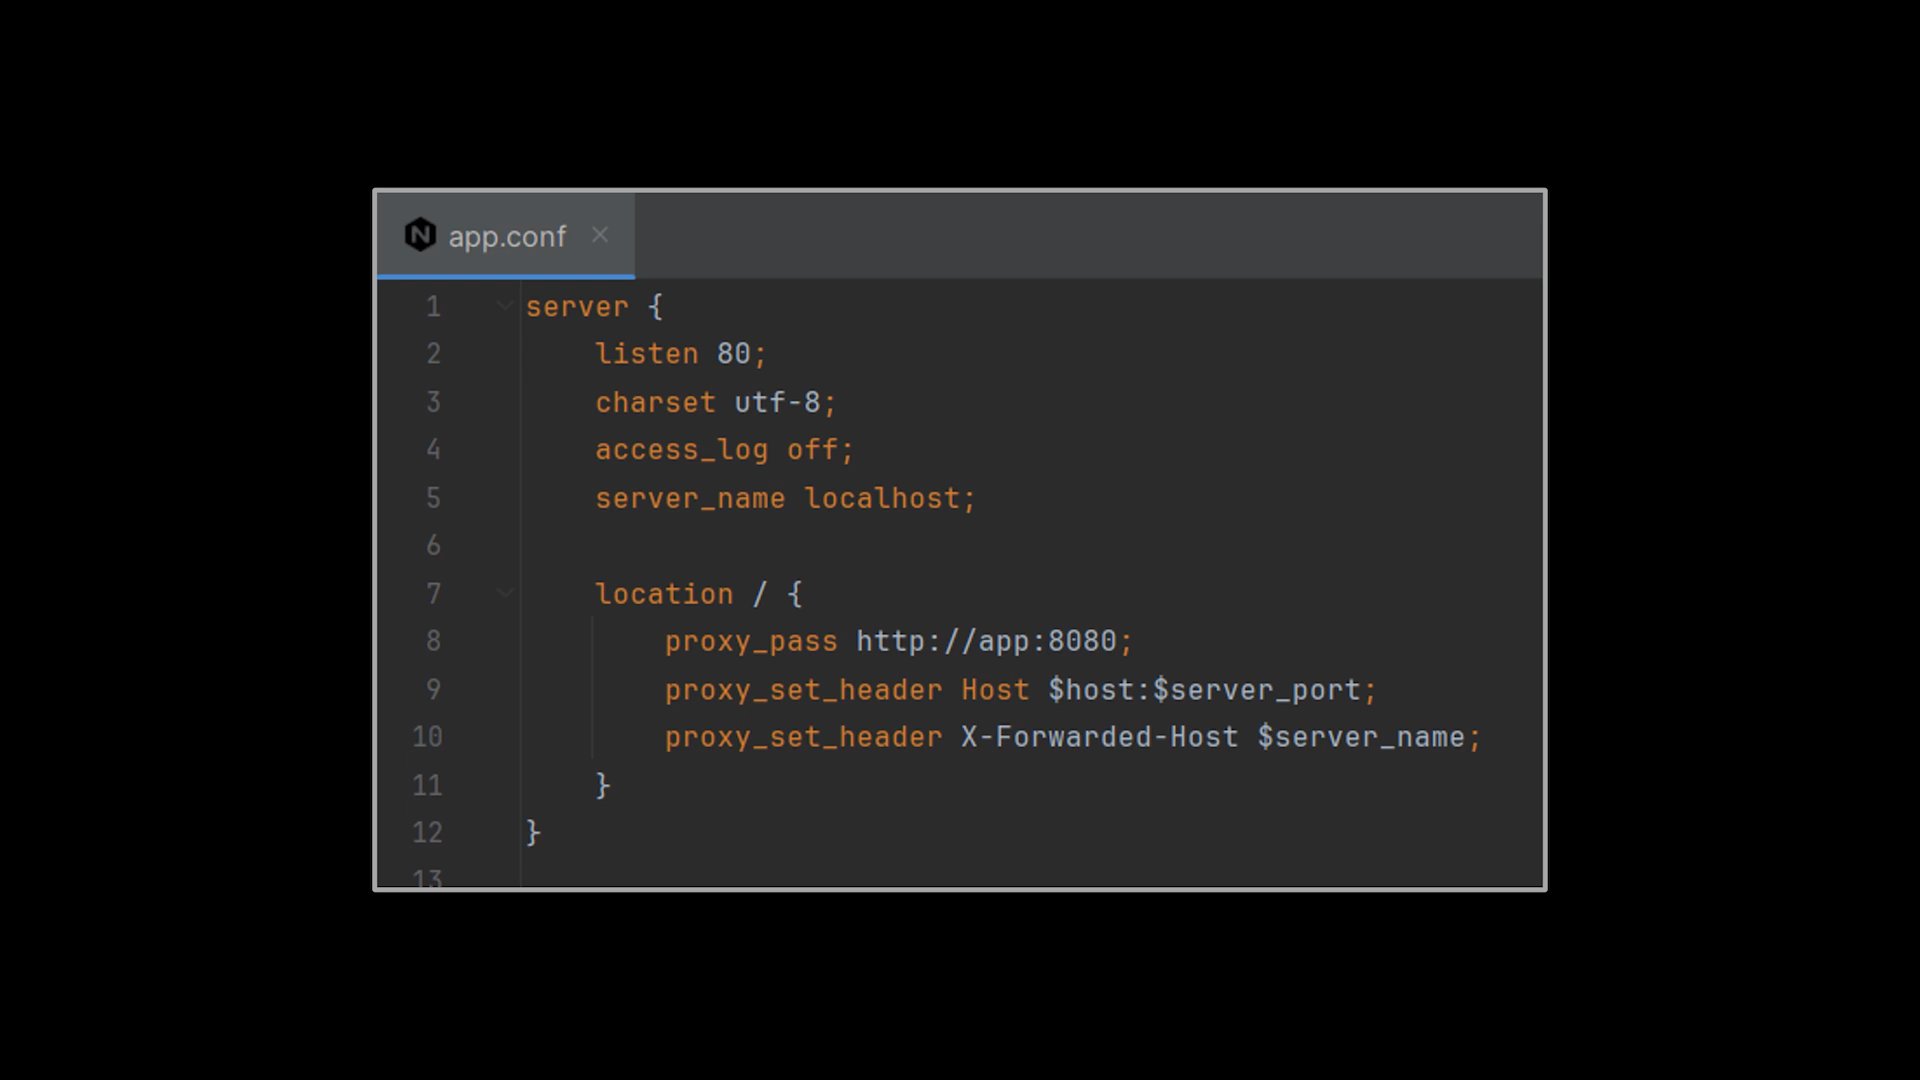 app.conf
1 server {
2 listen 80;
3 charset utf-8;
4 access_log off;
5 server_name localhost;
6
7 location / {
8 proxy_pass http://app:8080;
9 proxy_set_header Host $host:$server_port;
10 proxy_set_header X-Forwarded-Host $server_name;
11 }
12 }
13